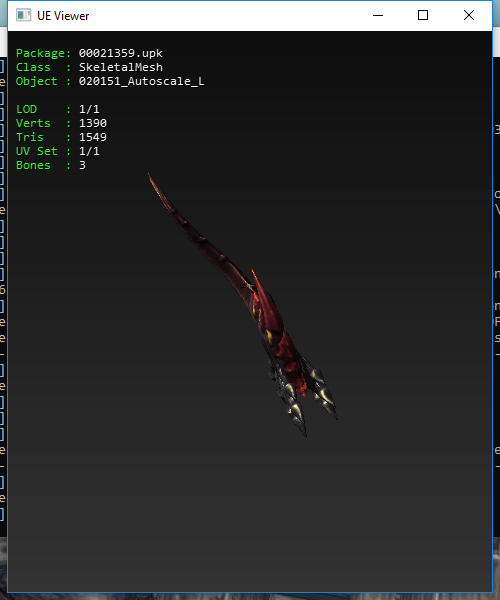 UE Viewer
Package: 00021359.upk
Class : SkeletalMesh
Object : 020151_Autoscale_L
LOD : 1/1
Verts : 1390
Tris : 1549
UV Set : 1/1
Bones : 3